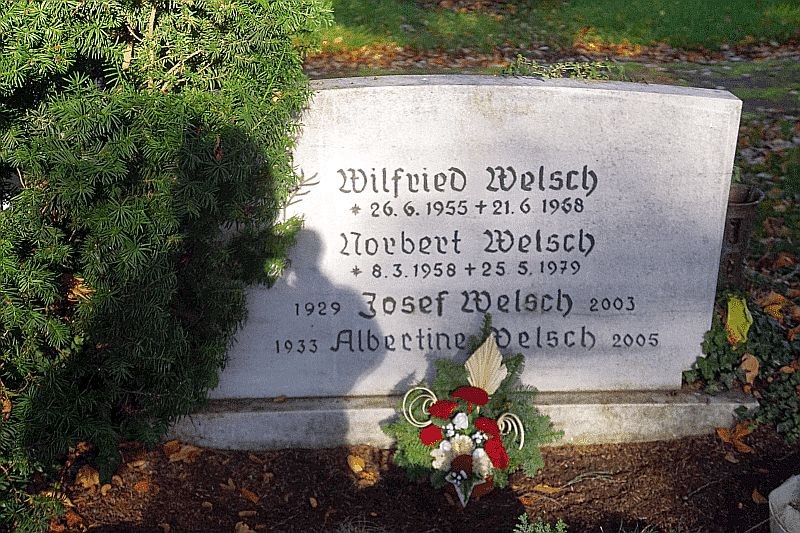 Wilfried Welsch
* 26. 6. 1955 + 21. 6 1968
Norbert Welsch
* 8. 3. 1958 + 25. 5. 1979
1929 Josef Welsch 2003
1933 Albertine Welsch 2005